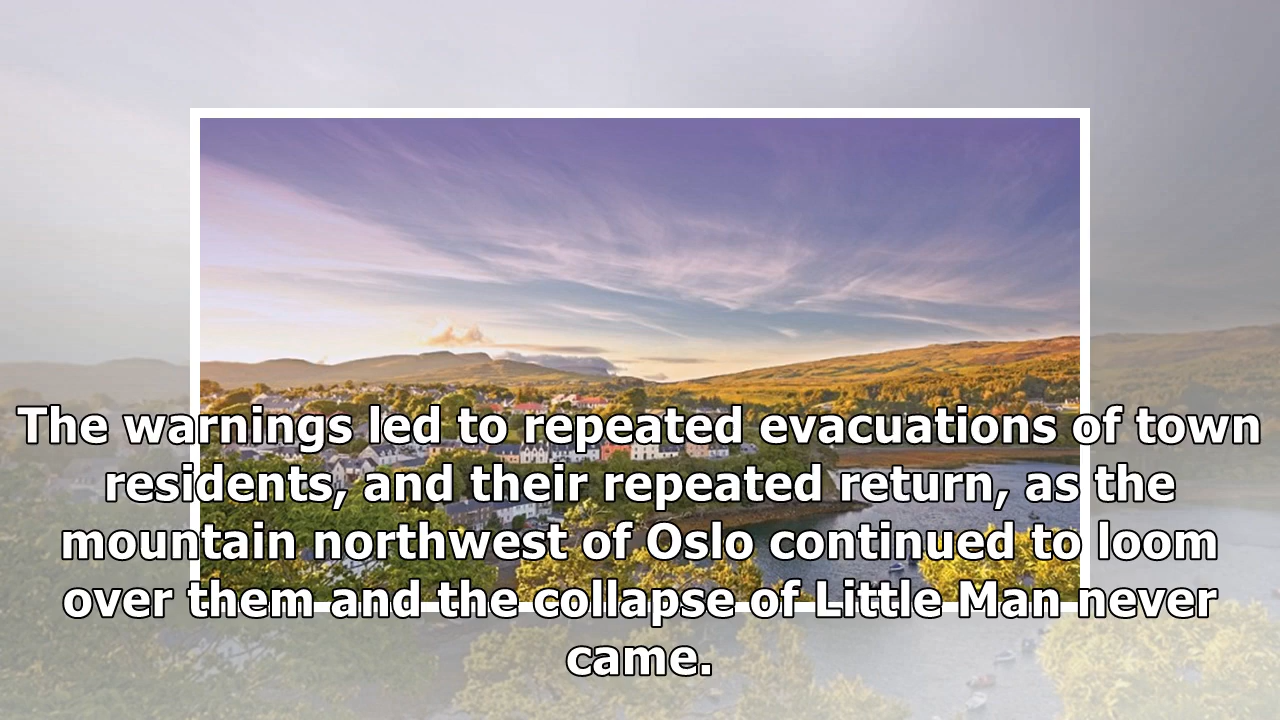 The warnings led to repeated evacuations of town
residents, and their repeated return, as the
mountain northwest of Oslo continued to loom
over them and the collapse of Little Man never
came.